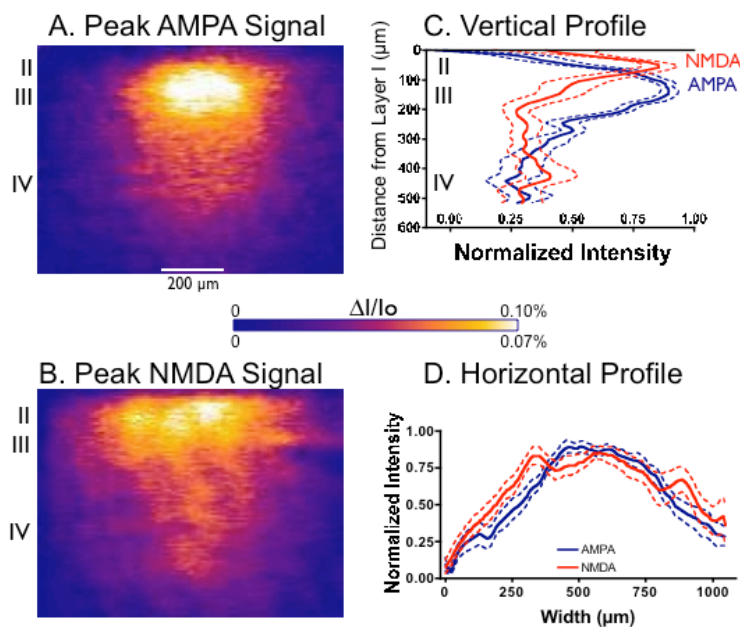 A. Peak AMPA Signal
II
III
IV
200 µm
C. Vertical Profile
Distance from Layer I (µm)
0
100
200
300
400
500
600
II
III
IV
NMDA
AMPA
0.00 0.25 0.50 0.75 1.00
Normalized Intensity
0 ΔI/Io 0.10%
0 0.07%
B. Peak NMDA Signal
II
III
IV
D. Horizontal Profile
Normalized Intensity
1.00
0.75
0.50
0.25
0.00
AMPA
NMDA
0 250 500 750 1000
Width (µm)